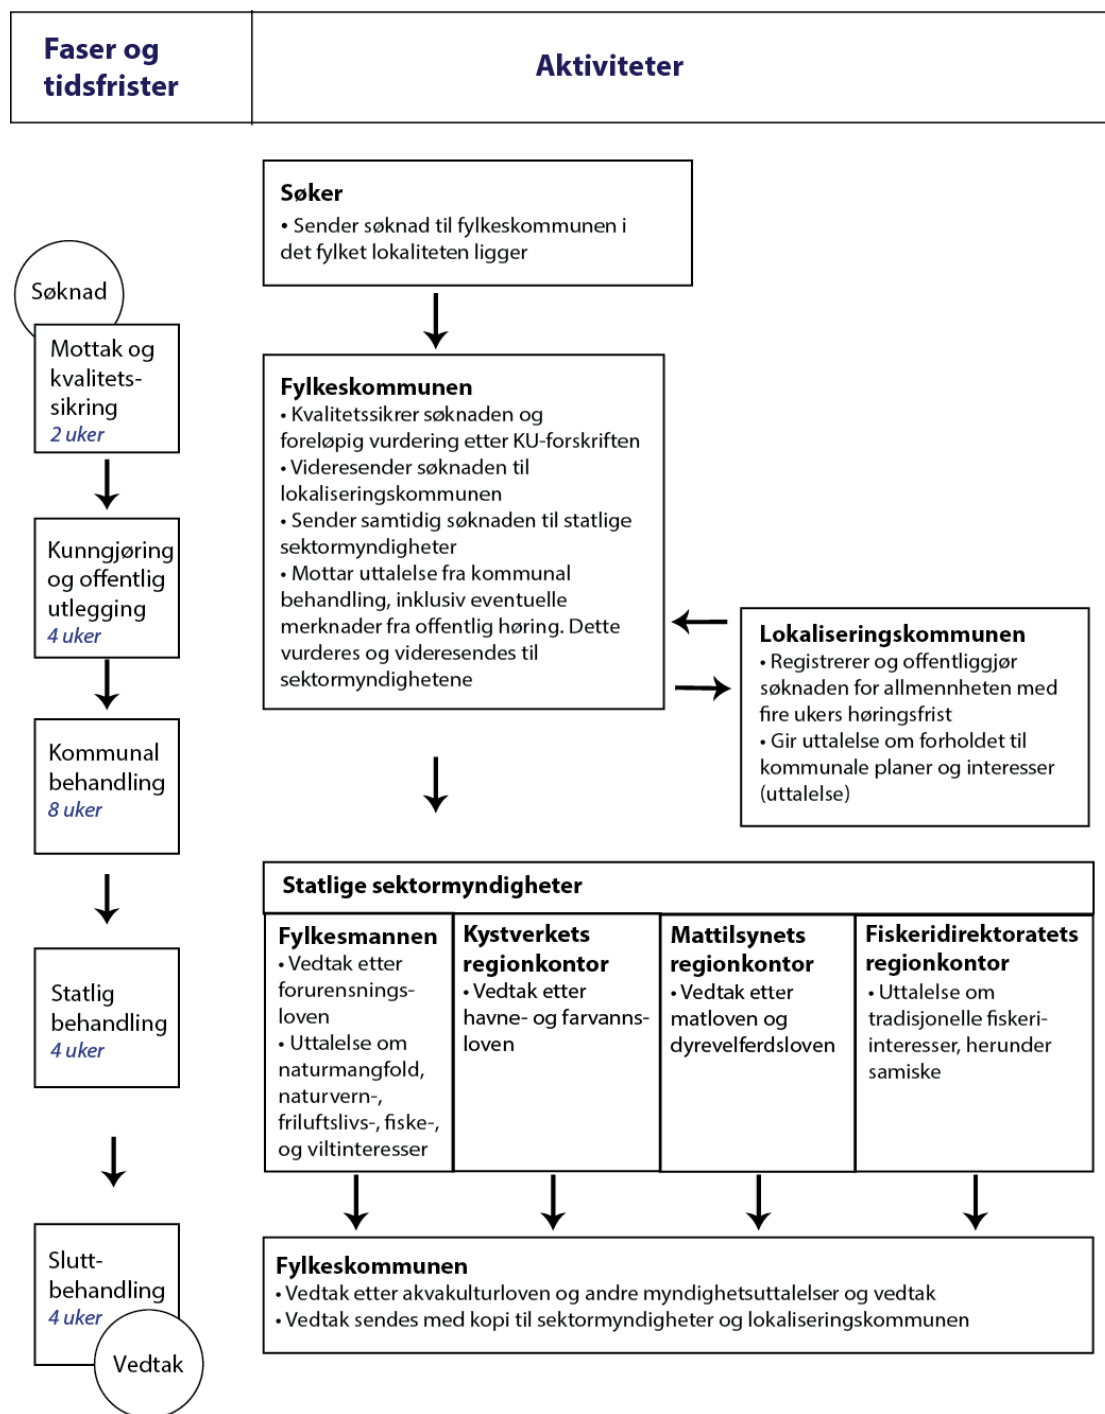 Faser og
tidsfrister
Aktiviteter
Søknad
Mottak og
kvalitets-
sikring
2 uker
Kunngjøring
og offentlig
utlegging
4 uker
Kommunal
behandling
8 uker
Statlig
behandling
4 uker
Slutt-
behandling
4 uker
Vedtak
Søker
• Sender søknad til fylkeskommunen i
det fylket lokaliteten ligger
Fylkeskommunen
• Kvalitetssikrer søknaden og
foreløpig vurdering etter KU-forskriften
• Videresender søknaden til
lokaliseringskommunen
• Sender samtidig søknaden til statlige
sektormyndigheter
• Mottar uttalelse fra kommunal
behandling, inklusiv eventuelle
merknader fra offentlig høring. Dette
vurderes og videresendes til
sektormyndighetene
Lokaliseringskommunen
• Registrerer og offentliggjør
søknaden for allmennheten med
fire ukers høringsfrist
• Gir uttalelse om forholdet til
kommunale planer og interesser
(uttalelse)
Statlige sektormyndigheter
Fylkesmannen
• Vedtak etter
forurensnings-
loven
• Uttalelse om
naturmangfold,
naturvern-,
friluftslivs-, fiske-,
og viltinteresser
Kystverkets
regionkontor
• Vedtak etter
havne- og farvanns-
loven
Mattilsynets
regionkontor
• Vedtak etter
matloven og
dyrevelferdsloven
Fiskeridirektoratets
regionkontor
• Uttalelse om
tradisjonelle fiskeri-
interesser, herunder
samiske
Fylkeskommunen
• Vedtak etter akvakulturloven og andre myndighetsuttalelser og vedtak
• Vedtak sendes med kopi til sektormyndigheter og lokaliseringskommunen